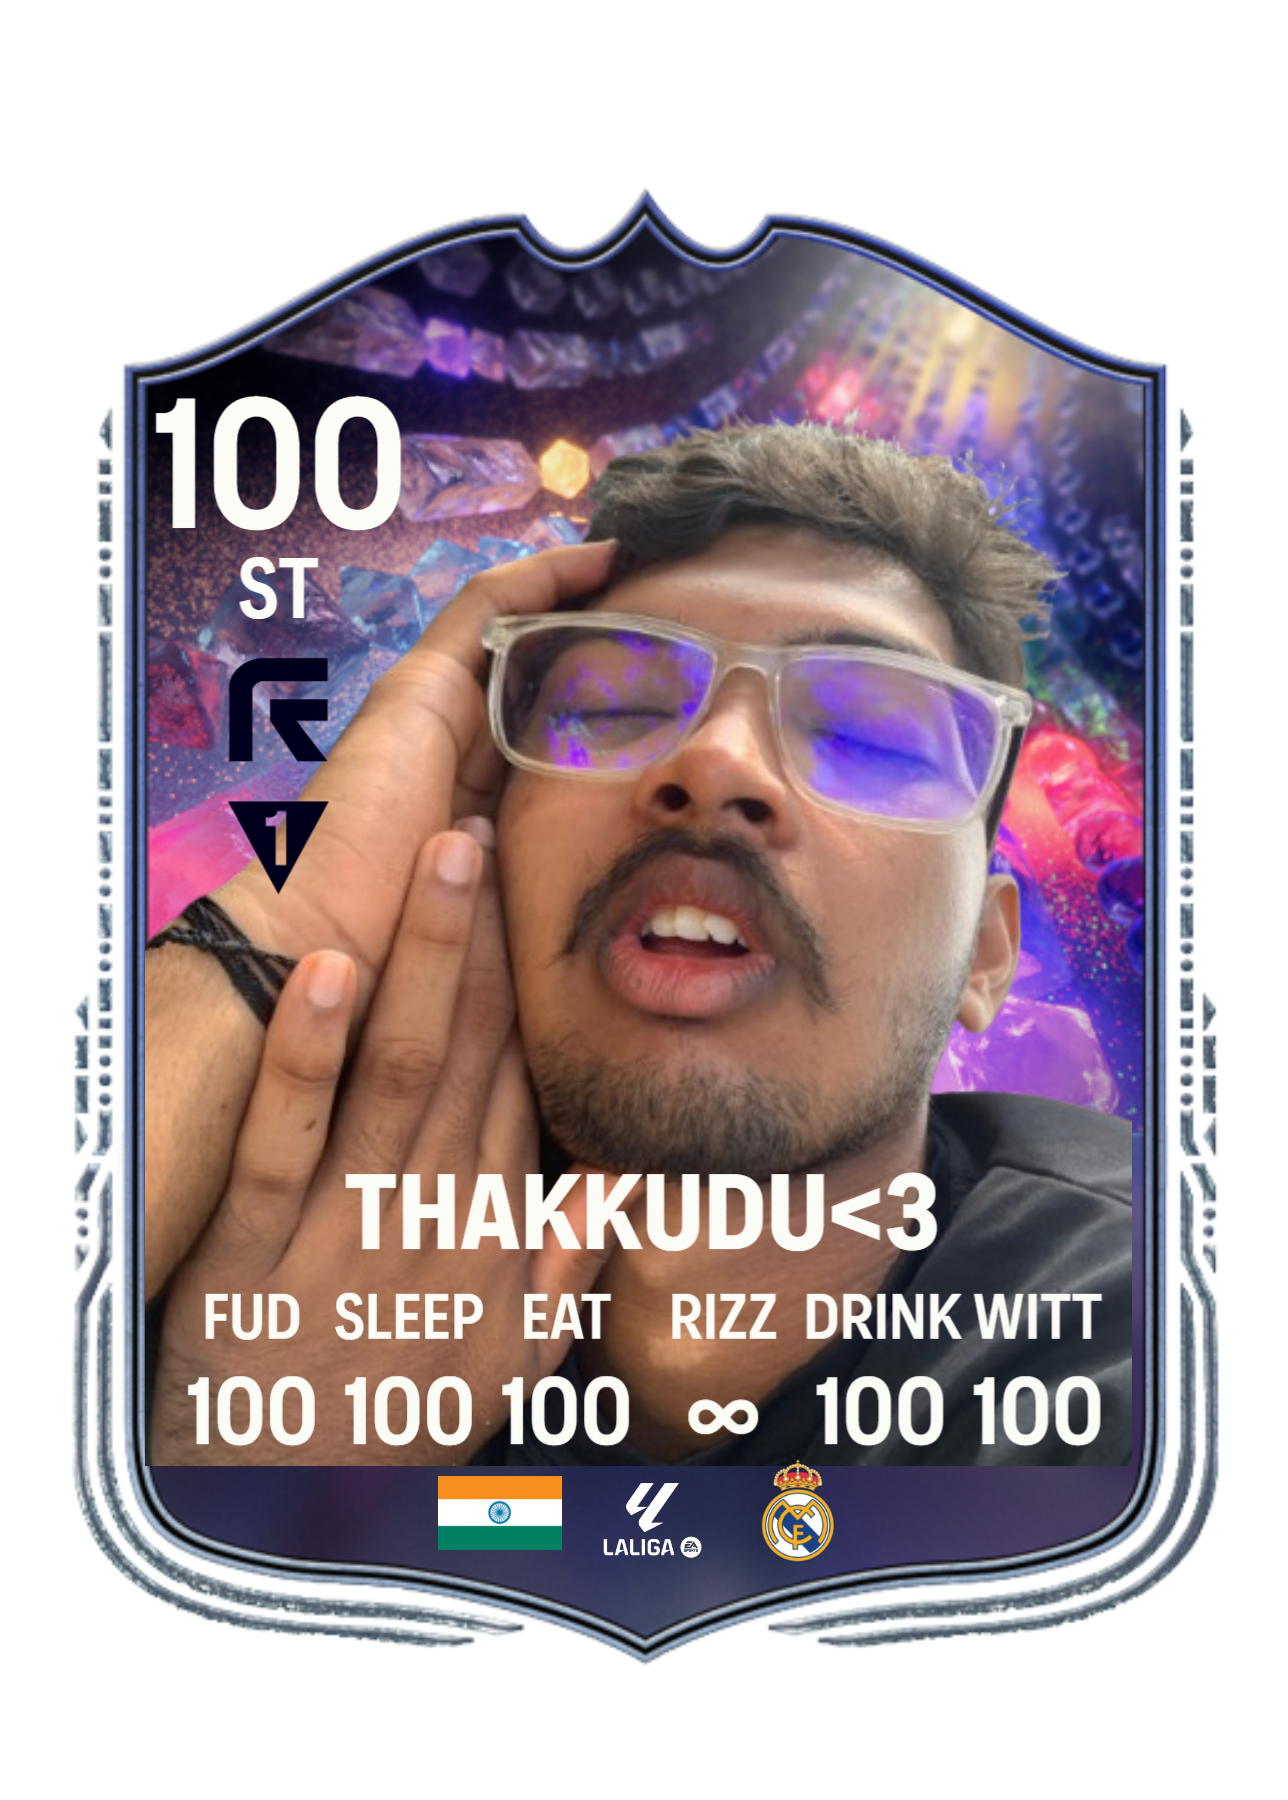 100
ST
1
THAKKUDU<3
FUD SLEEP EAT RIZZ DRINK WITT
100 100 100 ∞ 100 100
LALIGA